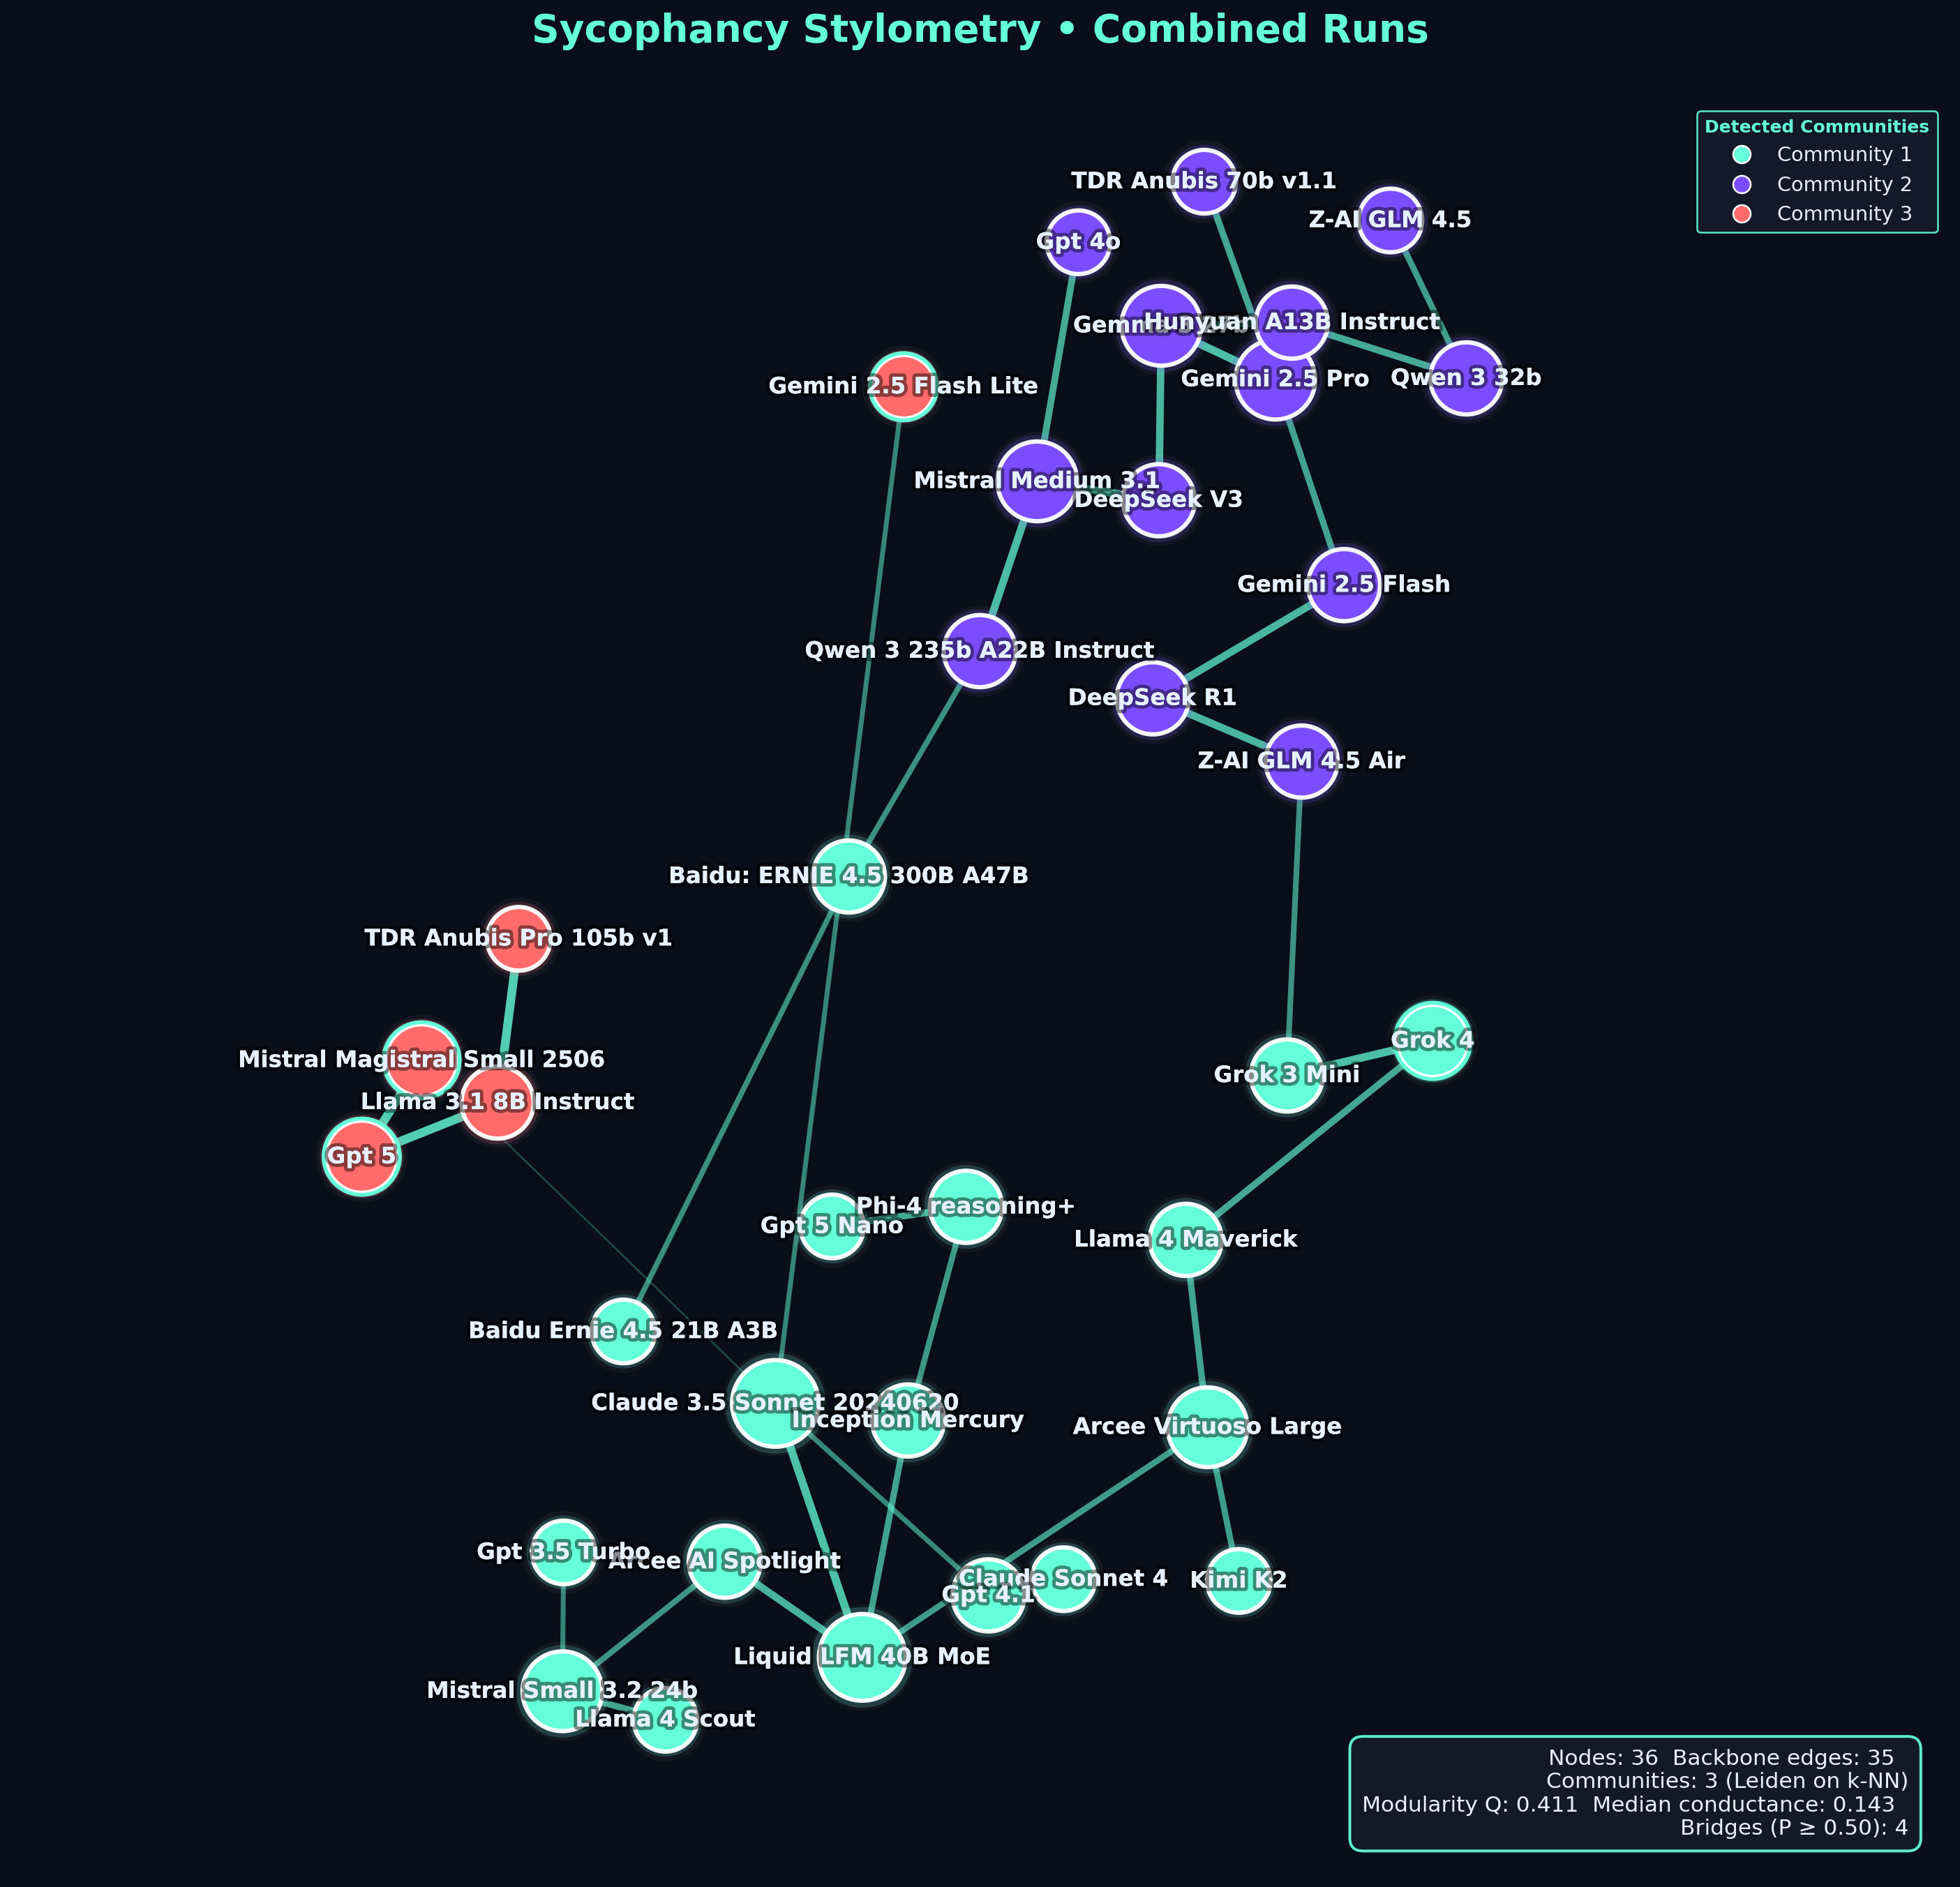 Sycophancy Stylometry • Combined Runs
Detected Communities
Community 1
Community 2
Community 3
TDR Anubis 70b v1.1
Z-AI GLM 4.5
Gpt 4o
Gemma 3 27b
Hunyuan A13B Instruct
Gemini 2.5 Pro
Qwen 3 32b
Gemini 2.5 Flash Lite
Mistral Medium 3.1
DeepSeek V3
Gemini 2.5 Flash
Qwen 3 235b A22B Instruct
DeepSeek R1
Z-AI GLM 4.5 Air
Baidu: ERNIE 4.5 300B A47B
TDR Anubis Pro 105b v1
Mistral Magistral Small 2506
Llama 3.1 8B Instruct
Gpt 5
Grok 4
Grok 3 Mini
Phi-4 reasoning+
Gpt 5 Nano
Llama 4 Maverick
Baidu Ernie 4.5 21B A3B
Claude 3.5 Sonnet 20240620
Inception Mercury
Arcee Virtuoso Large
Gpt 3.5 Turbo
Arcee AI Spotlight
Claude Sonnet 4
Gpt 4.1
Kimi K2
Liquid LFM 40B MoE
Mistral Small 3.2 24b
Llama 4 Scout
Nodes: 36  Backbone edges: 35
Communities: 3 (Leiden on k-NN)
Modularity Q: 0.411  Median conductance: 0.143
Bridges (P ≥ 0.50): 4